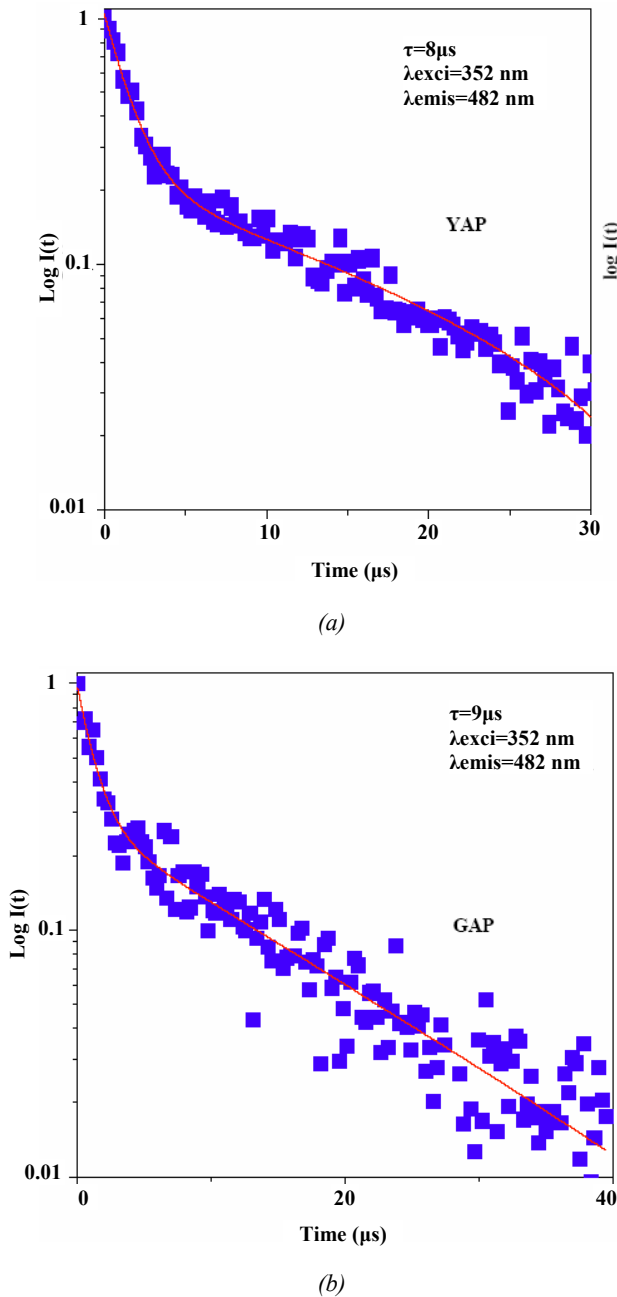 1
τ=8μs
λexci=352 nm
λemis=482 nm
YAP
Log I(t)
log I(t)
0.1
0.01
0
10
20
30
Time (μs)
(a)
1
τ=9μs
λexci=352 nm
λemis=482 nm
Log I(t)
0.1
GAP
0.01
0
20
40
Time (μs)
(b)